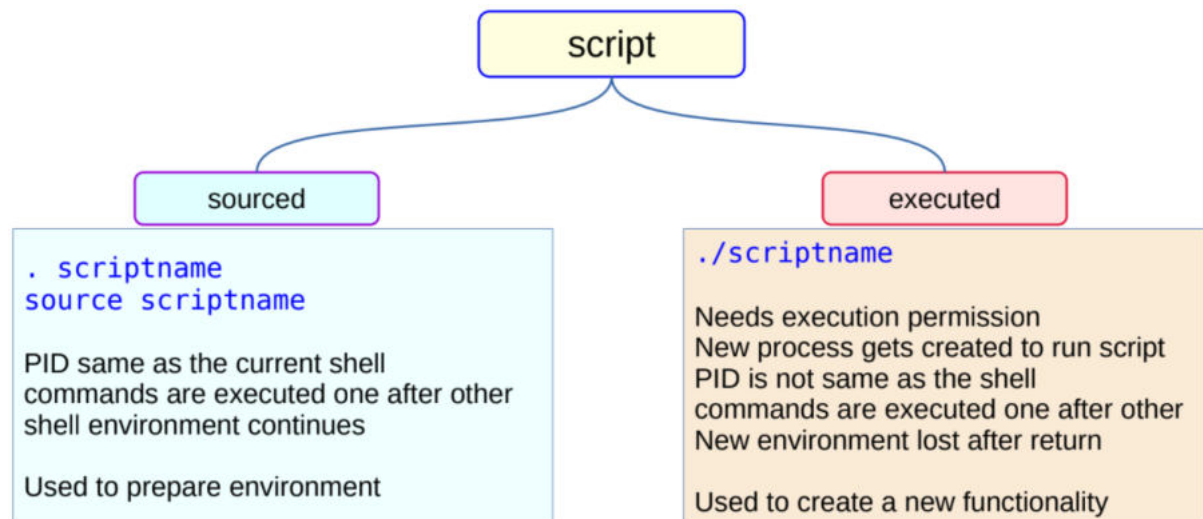 script
sourced
. scriptname
source scriptname
PID same as the current shell
commands are executed one after other
shell environment continues
Used to prepare environment
executed
./scriptname
Needs execution permission
New process gets created to run script
PID is not same as the shell
commands are executed one after other
New environment lost after return
Used to create a new functionality